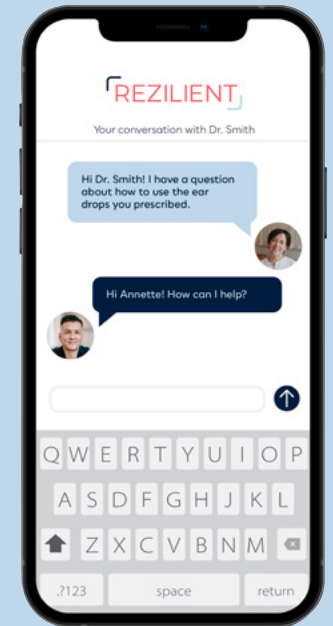 REZILIENT
Your conversation with Dr. Smith
Hi Dr. Smith! I have a question
about how to use the ear
drops you prescribed.
Hi Annette! How can I help?
Q W E R T Y U I O P
A S D F G H J K L
Z X C V B N M
.?123 space return